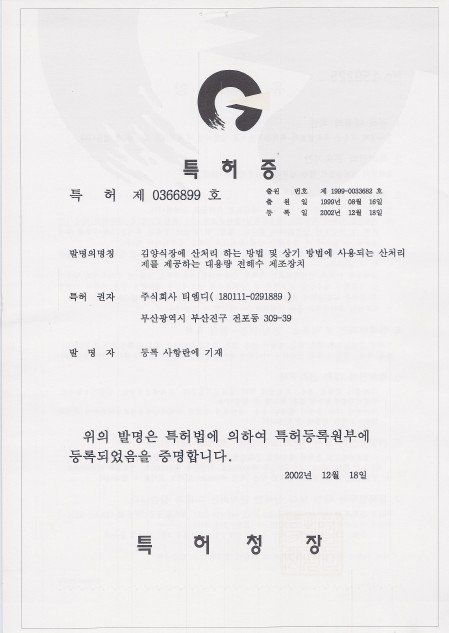 특 허 증
특 허 제 0366899 호
출원 번호 제 1999-0033682 호
출 원 일 1999년 08월 16일
등 록 일 2002년 12월 18일
발명의명칭 김양식장에 산처리 하는 방법 및 상기 방법에 사용되는 산처리
제를 제공하는 대용량 전해수 제조장치
특허 권자 주식회사 티엠디( 180111-0291889 )
부산광역시 부산진구 전포동 309-39
발 명 자 등록 사항란에 기재
위의 발명은 특허법에 의하여 특허등록원부에
등록되었음을 증명합니다.
2002년 12월 18일
특 허 청 장